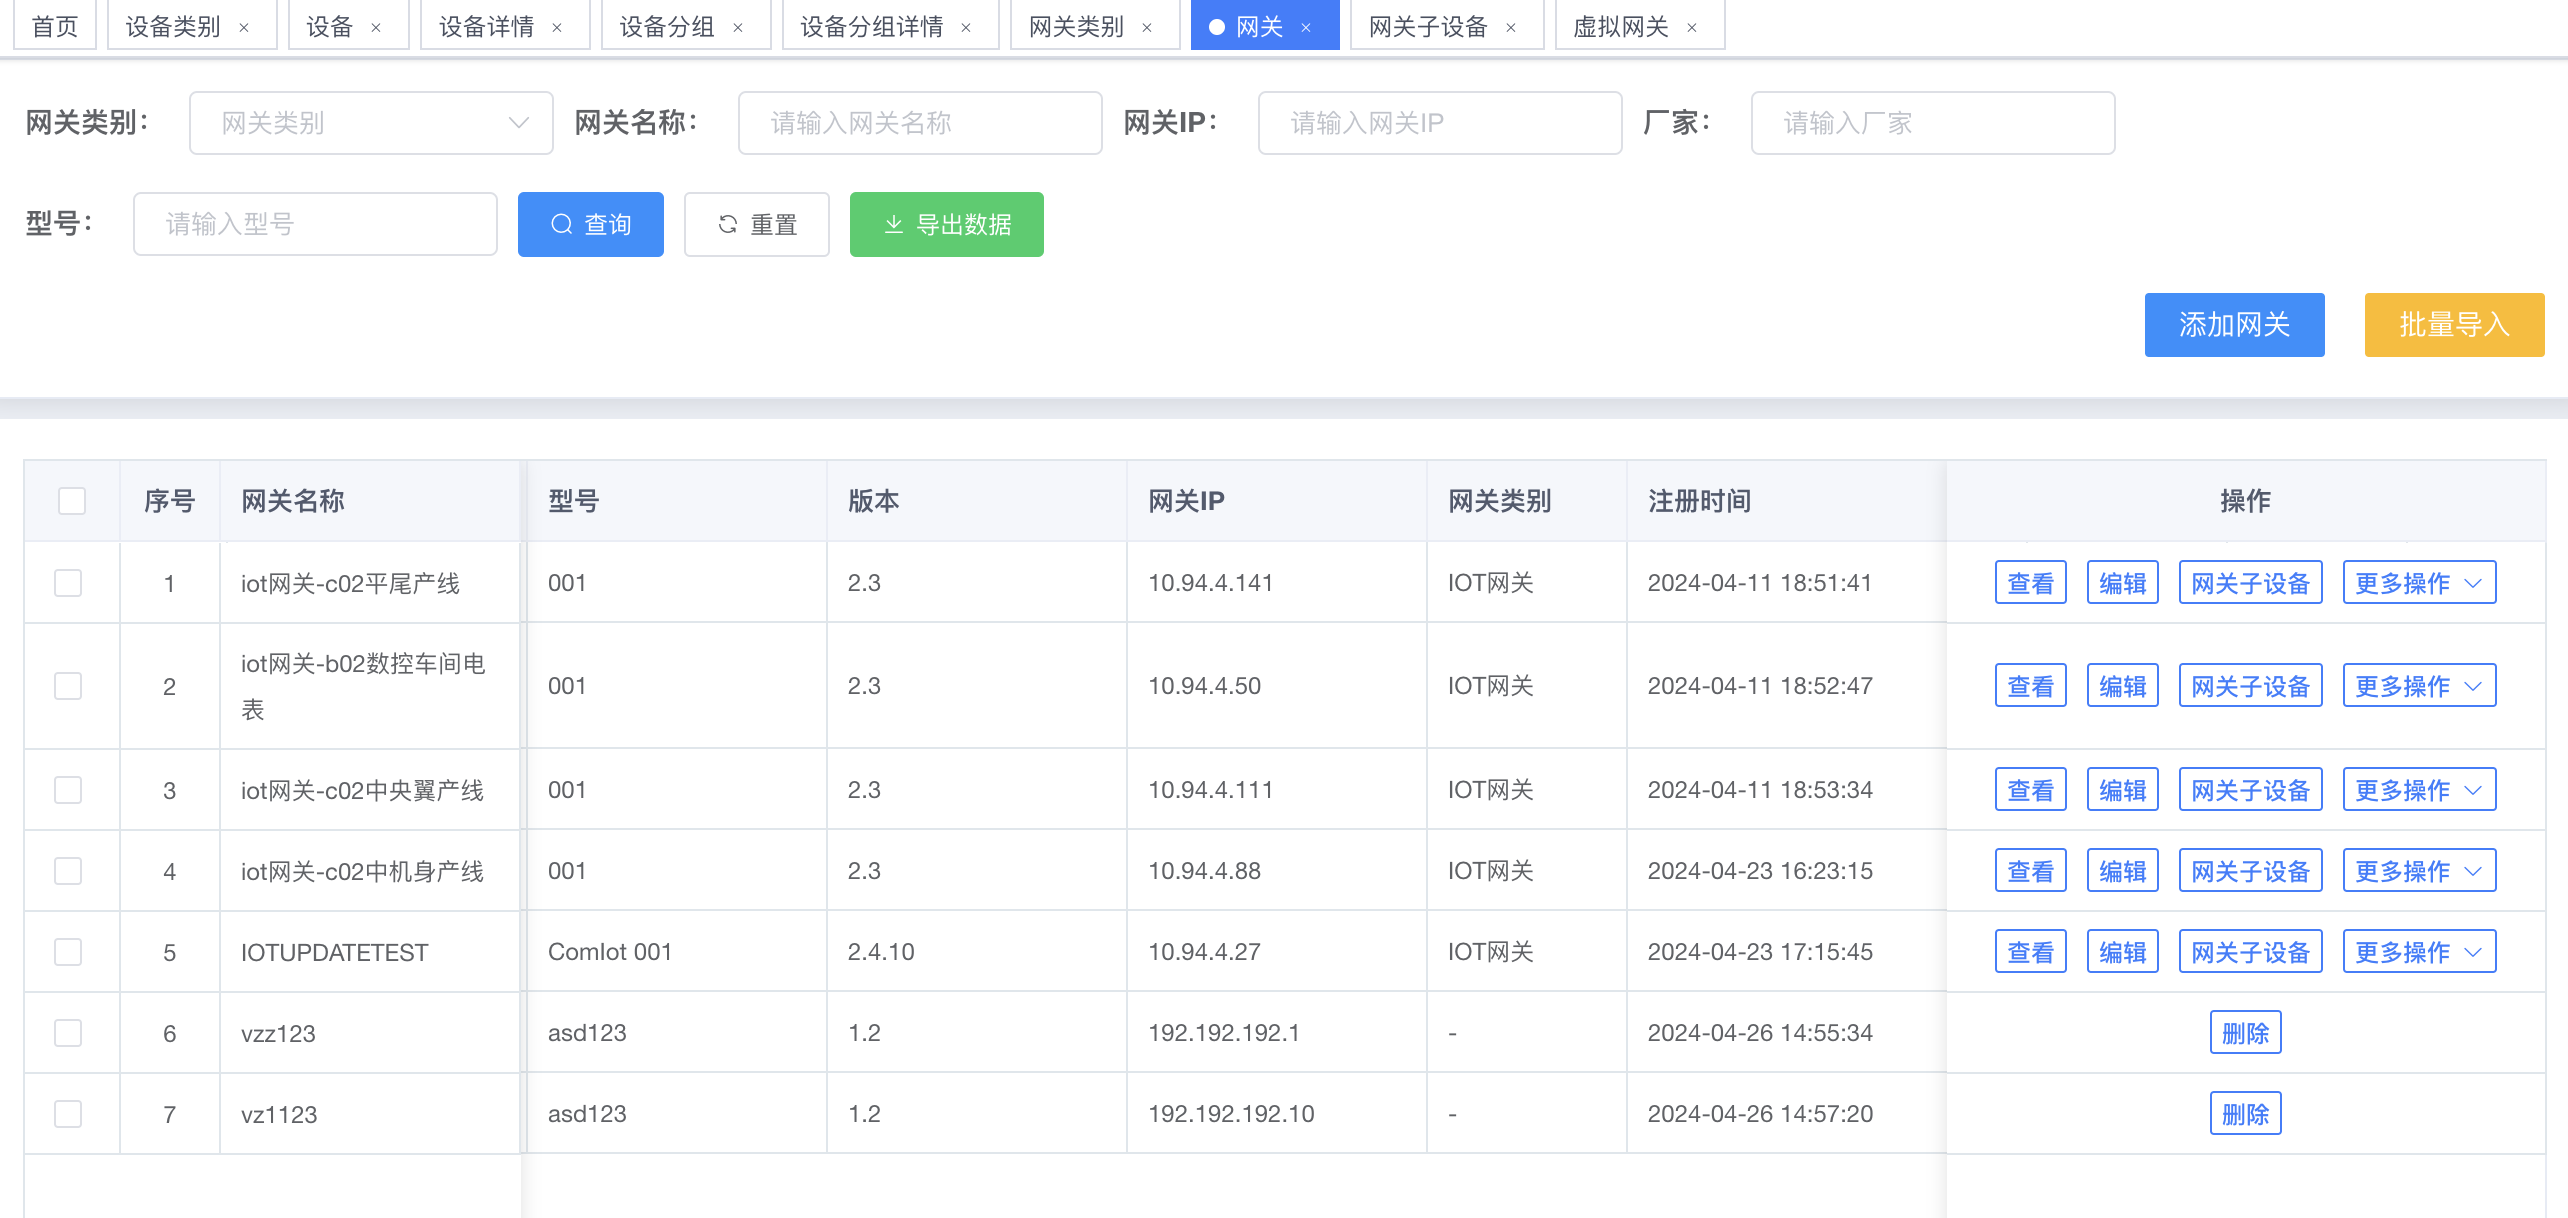 首页 设备类别 × 设备 × 设备详情 × 设备分组 × 设备分组详情 × 网关类别 × 网关 × 网关子设备 × 虚拟网关 ×
网关类别： 网关类别 网关名称： 请输入网关名称 网关IP： 请输入网关IP 厂家： 请输入厂家
型号： 请输入型号 查询 重置 导出数据
添加网关 批量导入
序号 网关名称 型号 版本 网关IP 网关类别 注册时间 操作
1 iot网关-c02平尾产线 001 2.3 10.94.4.141 IOT网关 2024-04-11 18:51:41 查看 编辑 网关子设备 更多操作
2 iot网关-b02数控车间电表 001 2.3 10.94.4.50 IOT网关 2024-04-11 18:52:47 查看 编辑 网关子设备 更多操作
3 iot网关-c02中央翼产线 001 2.3 10.94.4.111 IOT网关 2024-04-11 18:53:34 查看 编辑 网关子设备 更多操作
4 iot网关-c02中机身产线 001 2.3 10.94.4.88 IOT网关 2024-04-23 16:23:15 查看 编辑 网关子设备 更多操作
5 IOTUPDATETEST ComIot 001 2.4.10 10.94.4.27 IOT网关 2024-04-23 17:15:45 查看 编辑 网关子设备 更多操作
6 vzz123 asd123 1.2 192.192.192.1 - 2024-04-26 14:55:34 删除
7 vz1123 asd123 1.2 192.192.192.10 - 2024-04-26 14:57:20 删除